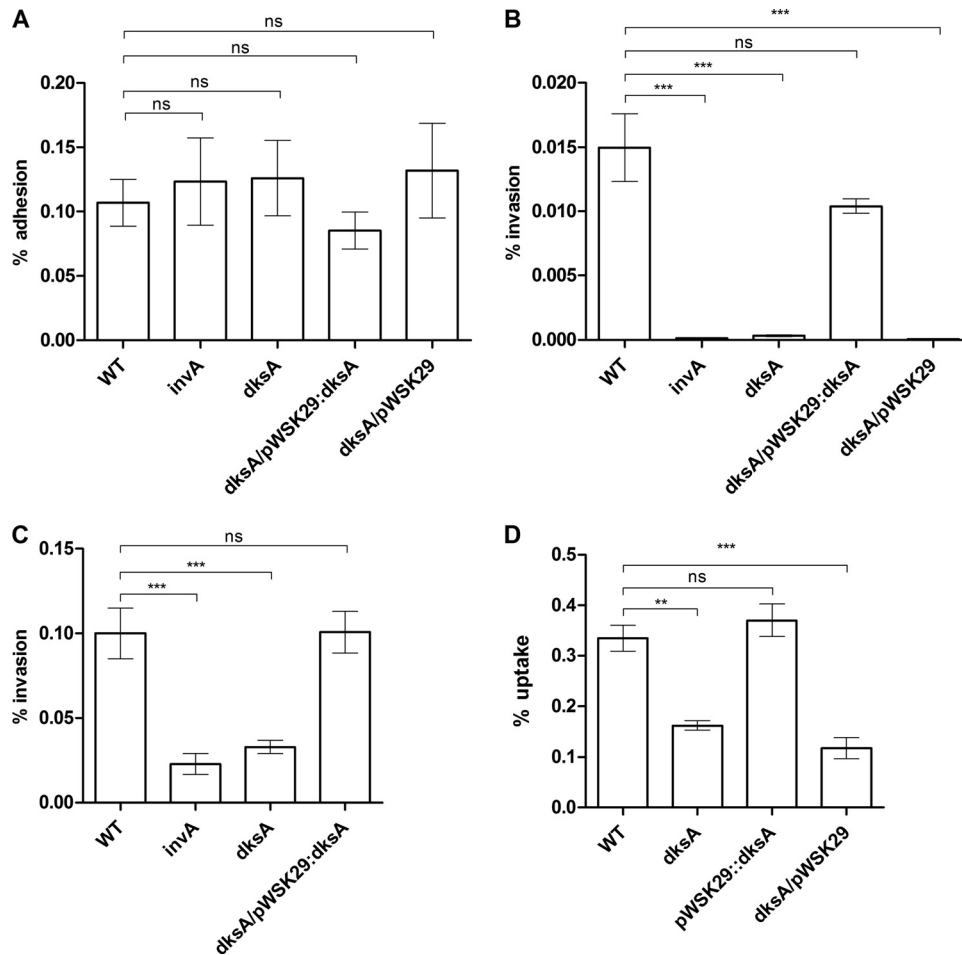 A
ns
ns
ns
ns
% adhesion
0.20
0.15
0.10
0.05
0.00
WT
invA
dksA
dksA/pWSK29:dksA
dksA/pWSK29
B
***
ns
***
***
% invasion
0.020
0.015
0.010
0.005
0.000
WT
invA
dksA
dksA/pWSK29:dksA
dksA/pWSK29
C
ns
***
***
% invasion
0.15
0.10
0.05
0.00
WT
invA
dksA
dksA/pWSK29:dksA
D
***
ns
**
% uptake
0.5
0.4
0.3
0.2
0.1
0.0
WT
dksA
pWSK29::dksA
dksA/pWSK29